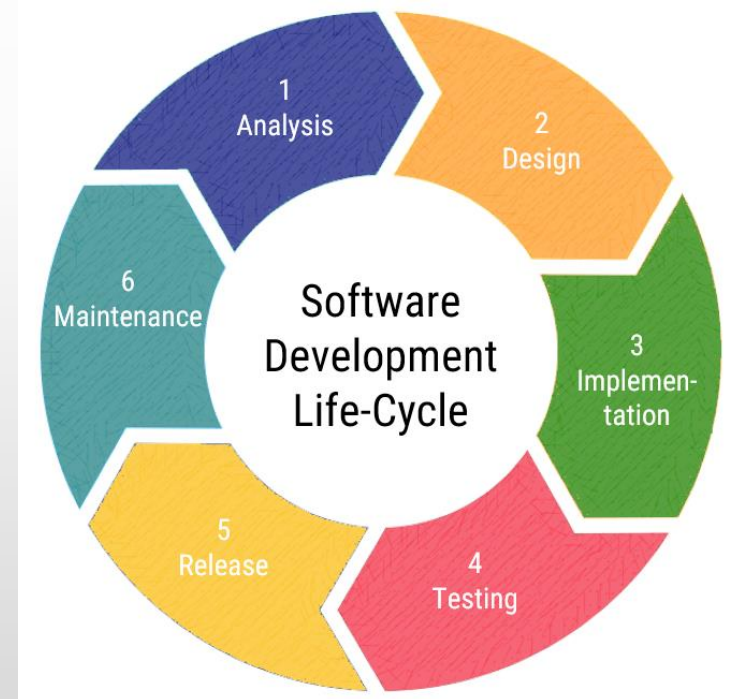 1
Analysis
2
Design
3
Implemen-
tation
4
Testing
5
Release
6
Maintenance
Software
Development
Life-Cycle